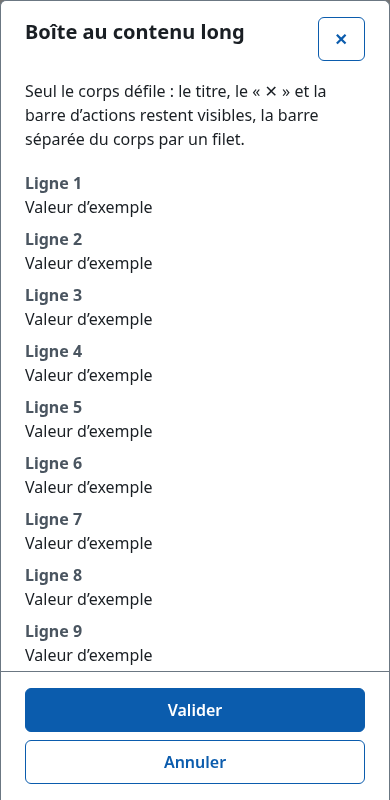 Boîte au contenu long
✕
Seul le corps défile : le titre, le « ✕ » et la
barre d’actions restent visibles, la barre
séparée du corps par un filet.
Ligne 1
Valeur d’exemple
Ligne 2
Valeur d’exemple
Ligne 3
Valeur d’exemple
Ligne 4
Valeur d’exemple
Ligne 5
Valeur d’exemple
Ligne 6
Valeur d’exemple
Ligne 7
Valeur d’exemple
Ligne 8
Valeur d’exemple
Ligne 9
Valeur d’exemple
Valider
Annuler